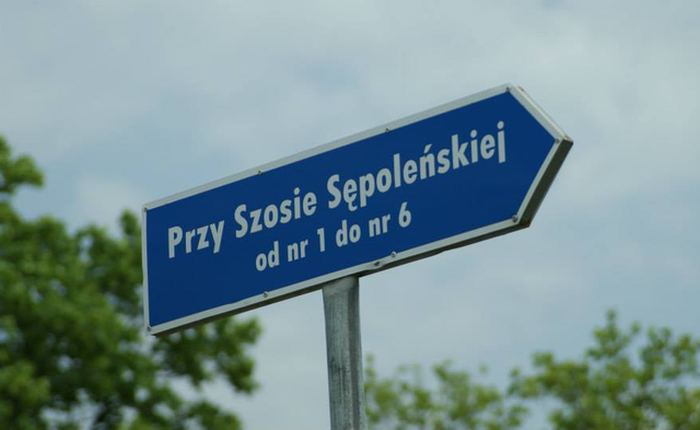 Przy Szosie Sępoleńskiej
od nr 1 do nr 6